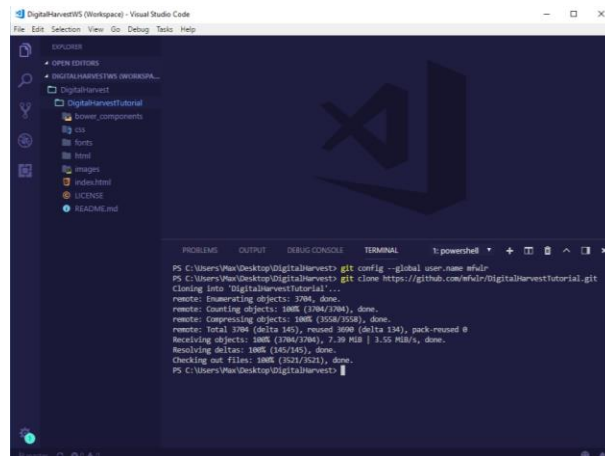 DigitalHarvestWS (Workspace) - Visual Studio Code
File Edit Selection View Go Debug Tasks Help
EXPLORER
OPEN EDITORS
DIGITALHARVESTWS (WORKSPA...
DigitalHarvest
DigitalHarvestTutorial
bower_components
css
fonts
html
images
index.html
LICENSE
README.md
PROBLEMS OUTPUT DEBUG CONSOLE TERMINAL 1: powershell
PS C:\Users\Max\Desktop\DigitalHarvest> git config --global user.name mfwlr
PS C:\Users\Max\Desktop\DigitalHarvest> git clone https://github.com/mfwlr/DigitalHarvestTutorial.git
Cloning into 'DigitalHarvestTutorial'...
remote: Enumerating objects: 3704, done.
remote: Counting objects: 100% (3704/3704), done.
remote: Compressing objects: 100% (3558/3558), done.
remote: Total 3704 (delta 145), reused 3690 (delta 134), pack-reused 0
Receiving objects: 100% (3704/3704), 7.39 MiB | 3.55 MiB/s, done.
Resolving deltas: 100% (145/145), done.
Checking out files: 100% (3521/3521), done.
PS C:\Users\Max\Desktop\DigitalHarvest>
1